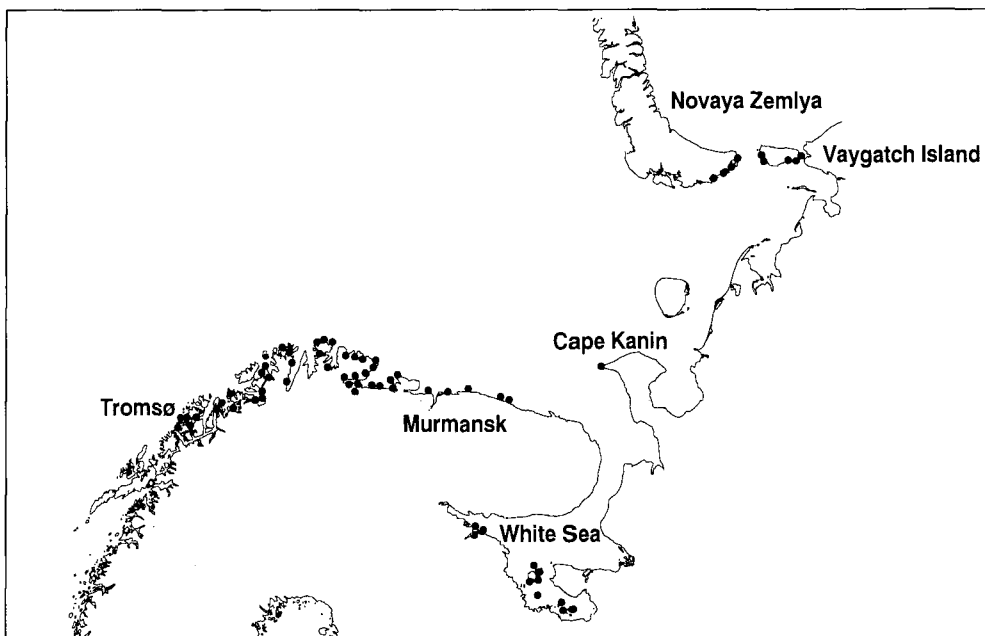 Novaya Zemlya
Vaygatch Island
Cape Kanin
Tromsø
Murmansk
White Sea